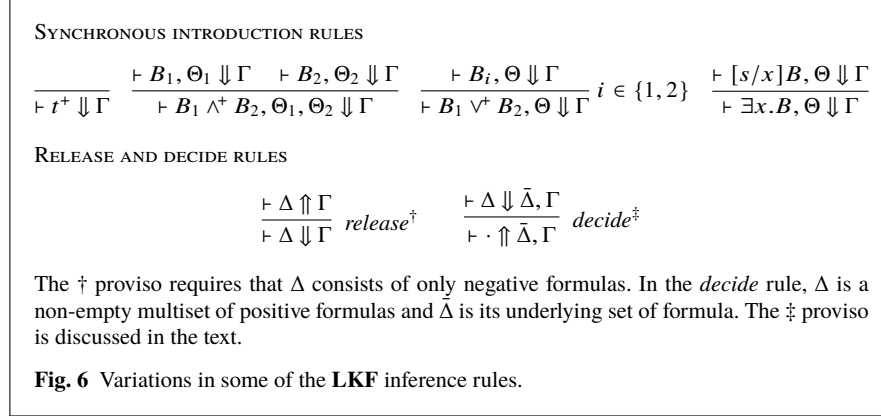 SYNCHRONOUS INTRODUCTION RULES
⊢ B₁, Θ₁ ⇓ Γ ⊢ B₂, Θ₂ ⇓ Γ ⊢ Bᵢ, Θ ⇓ Γ ⊢ [s/x]B, Θ ⇓ Γ
⊢ t⁺ ⇓ Γ ⊢ B₁ ∧⁺ B₂, Θ₁, Θ₂ ⇓ Γ ⊢ B₁ ∨⁺ B₂, Θ ⇓ Γ i ∈ {1, 2} ⊢ ∃x.B, Θ ⇓ Γ
RELEASE AND DECIDE RULES
⊢ Δ ⇑ Γ ⊢ Δ ⇓ Δ̄, Γ
⊢ Δ ⇓ Γ release† ⊢ · ⇑ Δ̄, Γ decide‡
The † proviso requires that Δ consists of only negative formulas. In the decide rule, Δ is a
non-empty multiset of positive formulas and Δ̄ is its underlying set of formula. The ‡ proviso
is discussed in the text.
Fig. 6 Variations in some of the LKF inference rules.